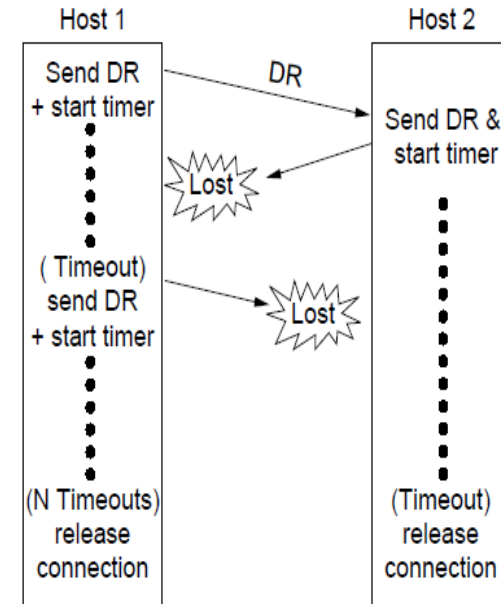 Host 1
Host 2
Send DR
+ start timer
DR
Send DR &
start timer
Lost
( Timeout)
send DR
+ start timer
Lost
(N Timeouts)
release
connection
(Timeout)
release
connection